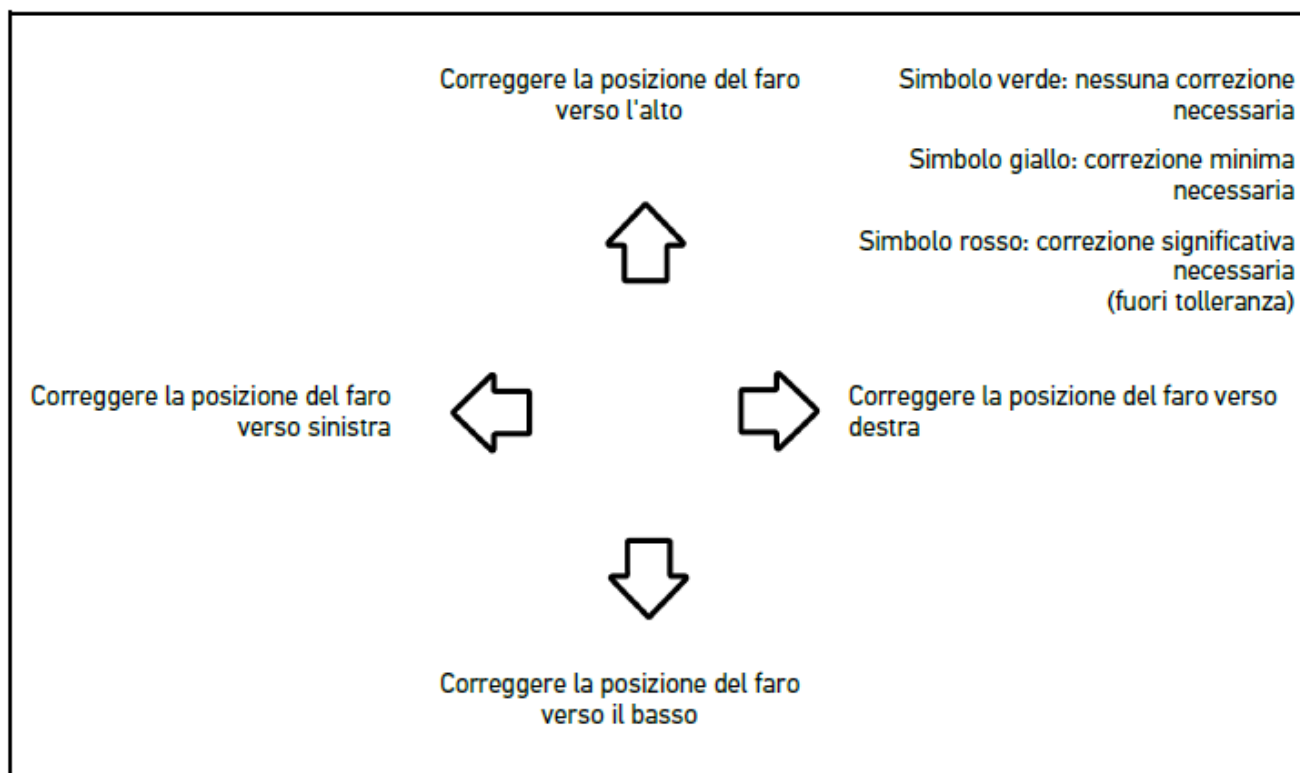 Correggere la posizione del faro
verso l'alto
Simbolo verde: nessuna correzione
necessaria
Simbolo giallo: correzione minima
necessaria
Simbolo rosso: correzione significativa
necessaria
(fuori tolleranza)
Correggere la posizione del faro
verso sinistra
Correggere la posizione del faro verso
destra
Correggere la posizione del faro
verso il basso